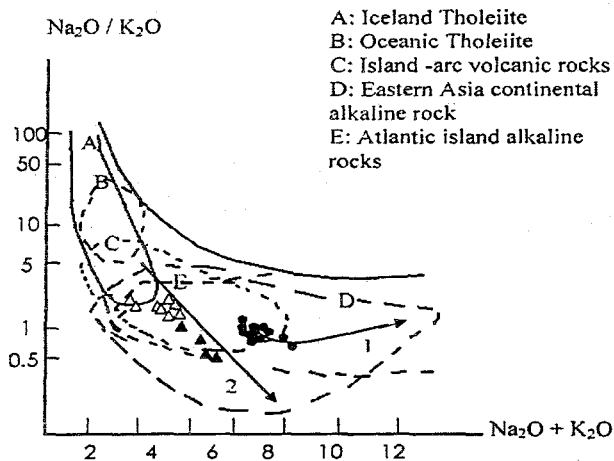 Na₂O / K₂O
A: Iceland Tholeiite
B: Oceanic Tholeiite
C: Island -arc volcanic rocks
D: Eastern Asia continental
alkaline rock
E: Atlantic island alkaline
rocks
100
50
10
5
1
0.5
A
B
C
E
D
1
2
2 4 6 8 10 12
Na₂O + K₂O